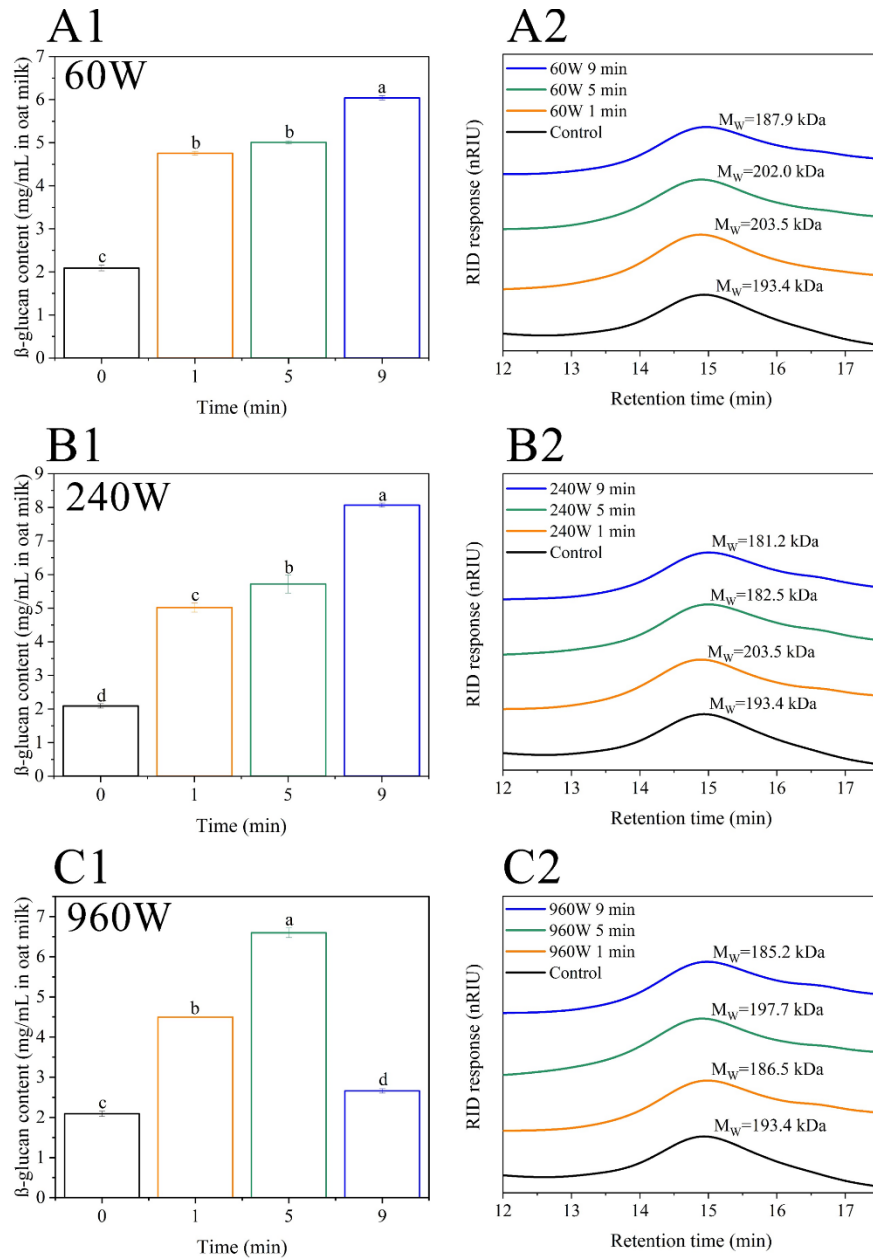 A1
60W
β-glucan content (mg/mL in oat milk)
7
6
5
4
3
2
1
0
c
b
b
a
0 1 5 9
Time (min)
A2
60W 9 min
60W 5 min
60W 1 min
Control
RID response (nRIU)
MW=187.9 kDa
MW=202.0 kDa
MW=203.5 kDa
MW=193.4 kDa
12 13 14 15 16 17
Retention time (min)
B1
240W
β-glucan content (mg/mL in oat milk)
9
8
7
6
5
4
3
2
1
0
d
c
b
a
0 1 5 9
Time (min)
B2
240W 9 min
240W 5 min
240W 1 min
Control
RID response (nRIU)
MW=181.2 kDa
MW=182.5 kDa
MW=203.5 kDa
MW=193.4 kDa
12 13 14 15 16 17
Retention time (min)
C1
960W
β-glucan content (mg/mL in oat milk)
7
6
5
4
3
2
1
0
c
b
a
d
0 1 5 9
Time (min)
C2
960W 9 min
960W 5 min
960W 1 min
Control
RID response (nRIU)
MW=185.2 kDa
MW=197.7 kDa
MW=186.5 kDa
MW=193.4 kDa
12 13 14 15 16 17
Retention time (min)